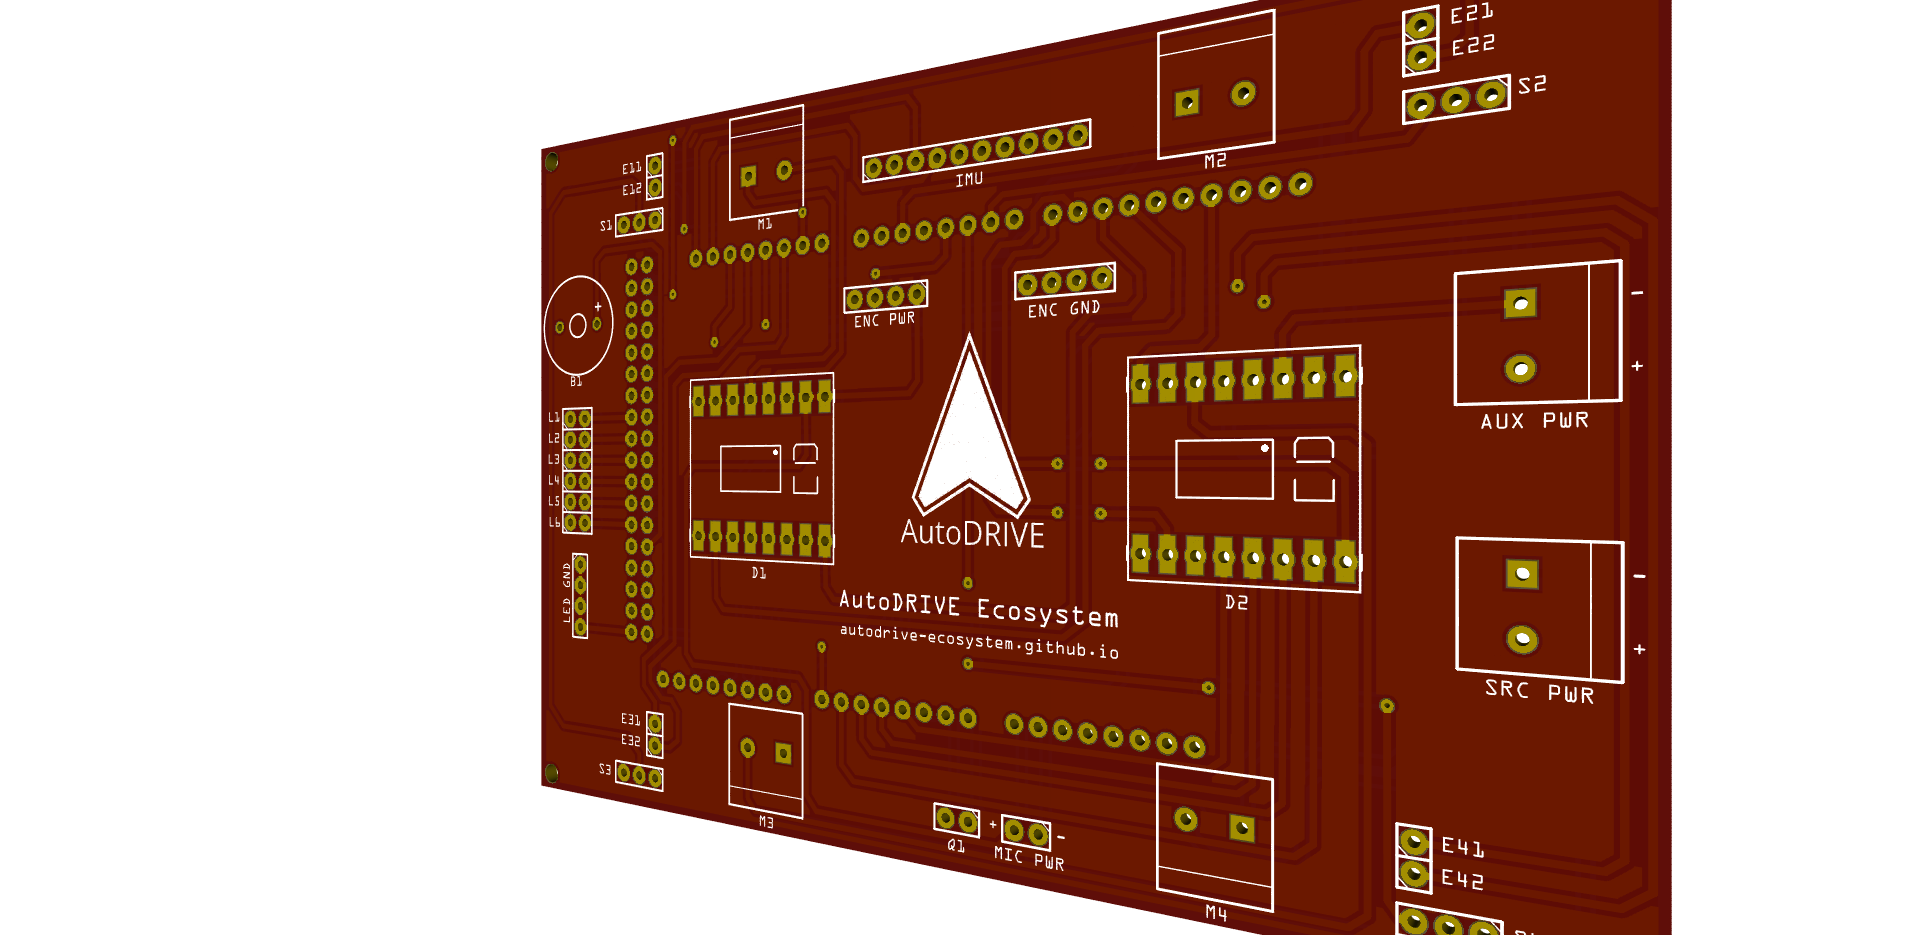 E21
E22
S2
M2
E11
E12
S1
M1
IMU
ENC PWR
ENC GND
+
B1
-
+
AUX PWR
L1
L2
L3
L4
L5
L6
LED GND
D1
AutoDRIVE
D2
AutoDRIVE Ecosystem
autodrive-ecosystem.github.io
-
+
SRC PWR
E31
E32
S3
M3
Q1
+
-
MIC PWR
M4
E41
E42